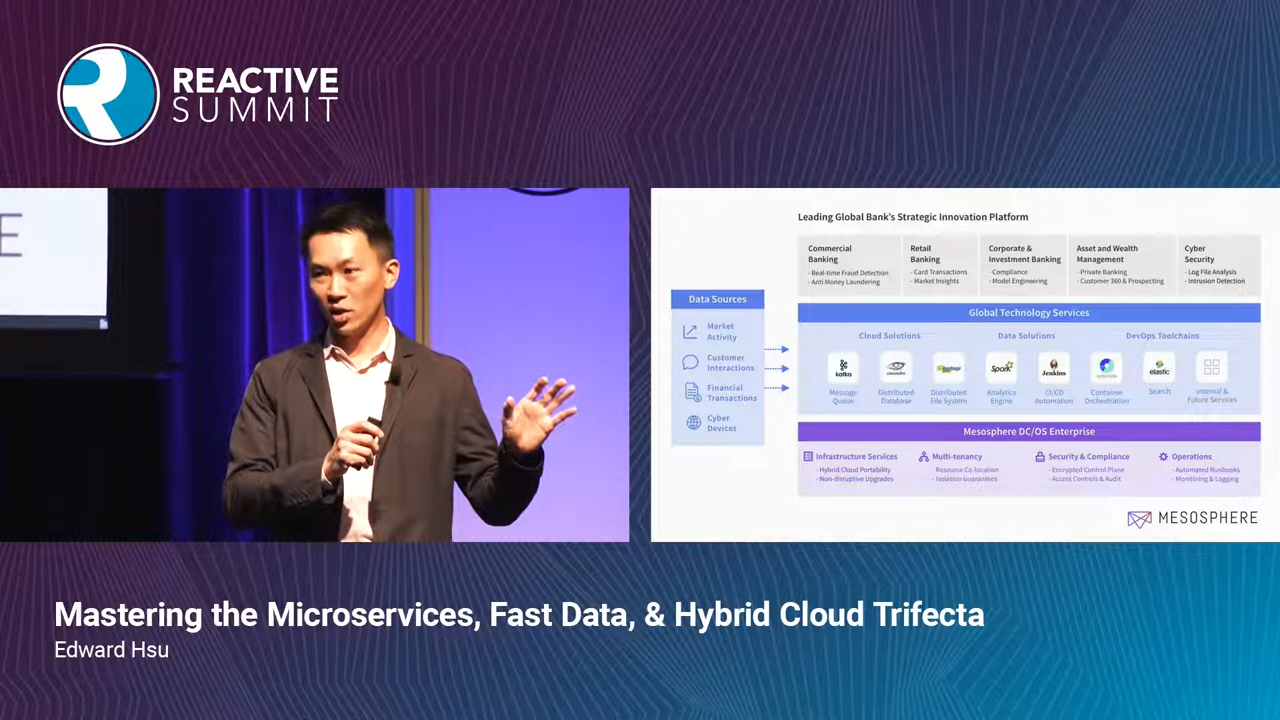 REACTIVE
SUMMIT
E
Leading Global Bank's Strategic Innovation Platform
Commercial
Banking
- Real-time Fraud Detection
- Anti Money Laundering
Retail
Banking
- Card Transactions
- Market Insights
Corporate &
Investment Banking
- Compliance
- Model Engineering
Asset and Wealth
Management
- Private Banking
- Customer 360 & Prospecting
Cyber
Security
- Log File Analysis
- Intrusion Detection
Data Sources
Market
Activity
Customer
Interactions
Financial
Transactions
Cyber
Devices
Global Technology Services
Cloud Solutions
Data Solutions
DevOps Toolchains
kafka
Message
Queue
cassandra
Distributed
Database
Distributed
File System
Spark
Analytics
Engine
Jenkins
CI/CD
Automation
Container
Orchestration
elastic
Search
Internal &
Future Services
Mesosphere DC/OS Enterprise
Infrastructure Services
- Hybrid Cloud Portability
- Non-disruptive Upgrades
Multi-tenancy
- Resource Co-location
- Isolation Guarantees
Security & Compliance
- Encrypted Control Plane
- Access Controls & Audit
Operations
- Automated Runbooks
- Monitoring & Logging
MESOSPHERE
Mastering the Microservices, Fast Data, & Hybrid Cloud Trifecta
Edward Hsu